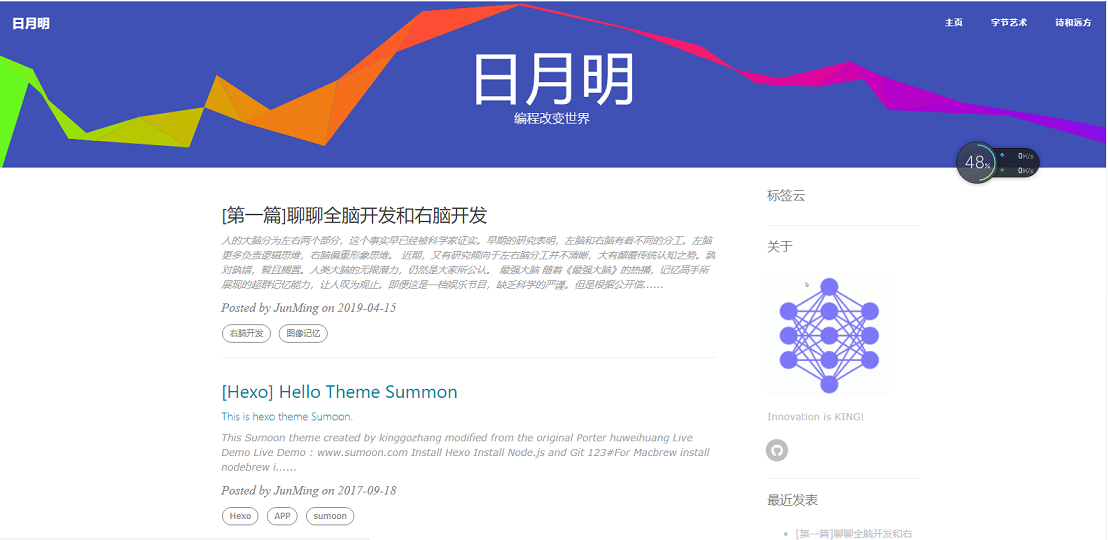 日月明
主页 字节艺术 诗和远方
日月明
编程改变世界
48%
0K/s
0K/s
[第一篇]聊聊全脑开发和右脑开发
人的大脑分为左右两个部分，这个事实早已经被科学家证实。早期的研究表明，左脑和右脑有着不同的分工。左脑
更多负责逻辑思维，右脑偏重形象思维。 近期，又有研究倾向于左右脑分工并不清晰，大有颠覆传统认知之势。孰
对孰错，暂且搁置。人类大脑的无限潜力，仍然是大家所公认。 最强大脑 随着《最强大脑》的热播，记忆高手所
展现的超群记忆能力，让人叹为观止。即便这是一档娱乐节目，缺乏科学的严谨。但是根据公开信......
Posted by JunMing on 2019-04-15
右脑开发 图像记忆
[Hexo] Hello Theme Summon
This is hexo theme Sumoon.
This Sumoon theme created by kinggozhang modified from the original Porter huweihuang Live
Demo Live Demo : www.sumoon.com Install Hexo Install Node.js and Git 123#For Macbrew install
nodebrew i......
Posted by JunMing on 2017-09-18
Hexo APP sumoon
标签云
关于
Innovation is KING!
最近发表
[第一篇]聊聊全脑开发和右